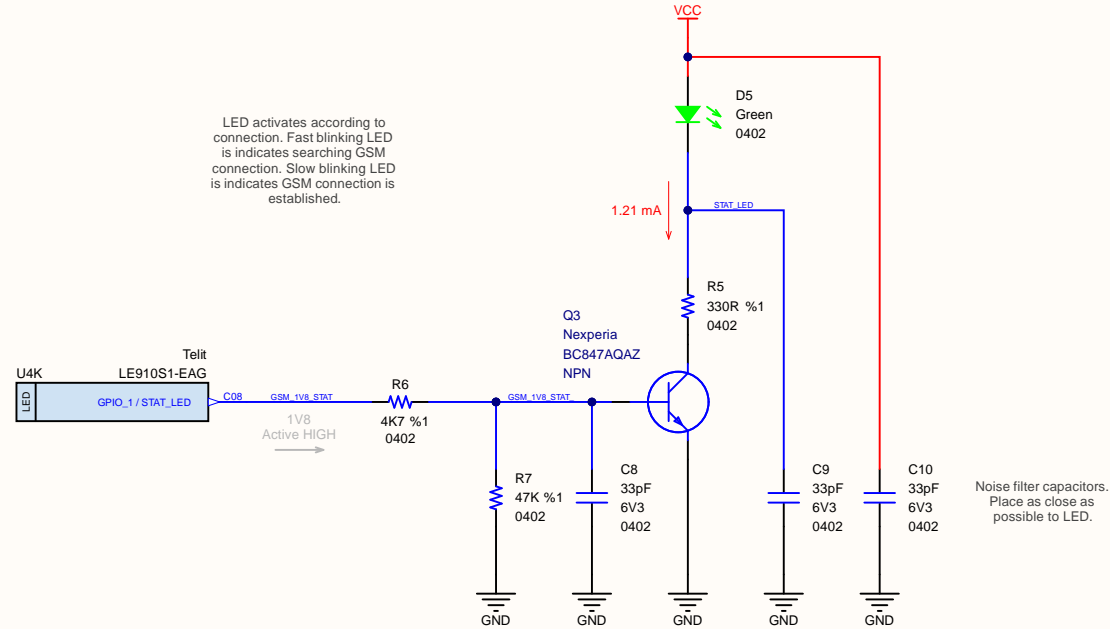 VCC
D5
Green
0402
LED activates according to
connection. Fast blinking LED
is indicates searching GSM
connection. Slow blinking LED
is indicates GSM connection is
established.
1.21 mA
STAT_LED
R5
330R %1
0402
Q3
Nexperia
BC847AQAZ
NPN
Telit
U4K
LE910S1-EAG
LED
GPIO_1 / STAT_LED
C08
GSM_1V8_STAT
R6
4K7 %1
0402
GSM_1V8_STAT_
1V8
Active HIGH
R7
47K %1
0402
C8
33pF
6V3
0402
C9
33pF
6V3
0402
C10
33pF
6V3
0402
Noise filter capacitors.
Place as close as
possible to LED.
GND
GND
GND
GND
GND